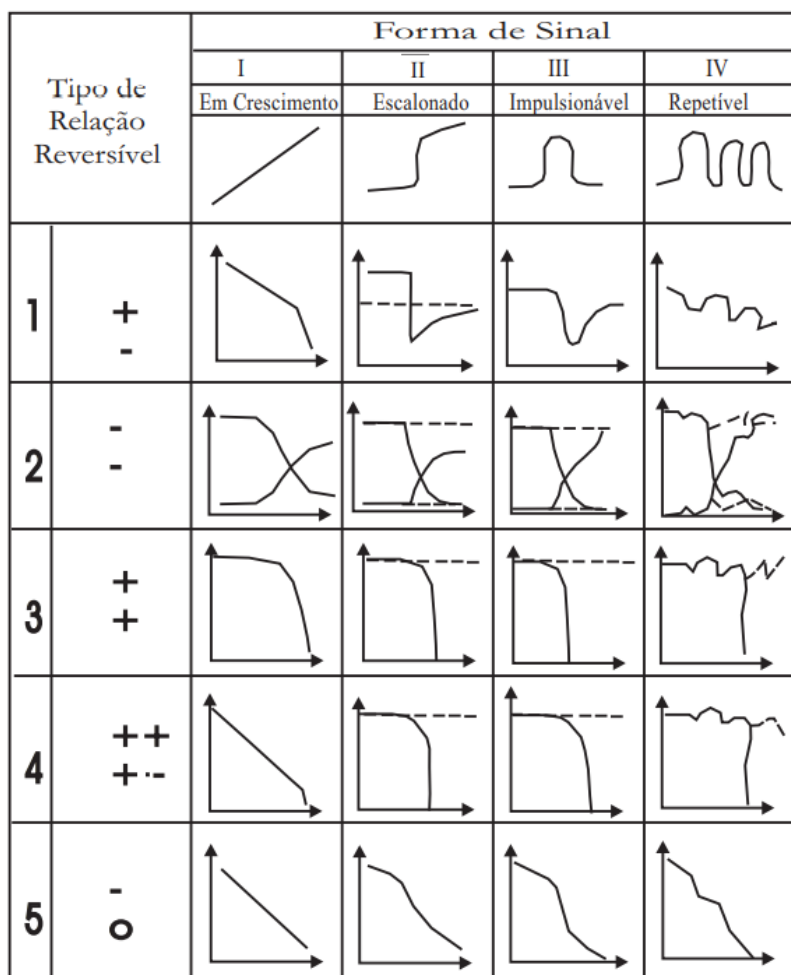 Forma de Sinal
Tipo de
Relação
Reversível
I
II
III
IV
Em Crescimento
Escalonado
Impulsionável
Repetível
1
+
-
2
-
-
3
+
+
4
++
+·-
5
-
o